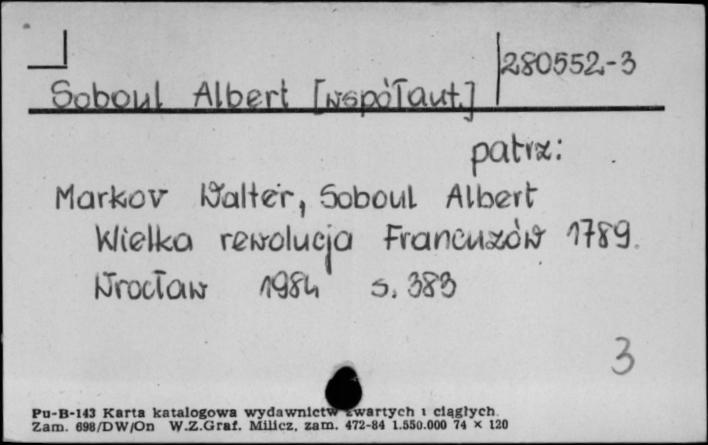 280552-3
Soboul Albert [współaut.]
patrz:
Markov Walter, Soboul Albert
Wielka rewolucja Francuzów 1789.
Wrocław 1984 s. 383
3
Pu-B-143 Karta katalogowa wydawnictw zwartych i ciągłych.
Zam. 698/DW/On W.Z.Graf. Milicz, zam. 472-84 1.550.000 74 × 120